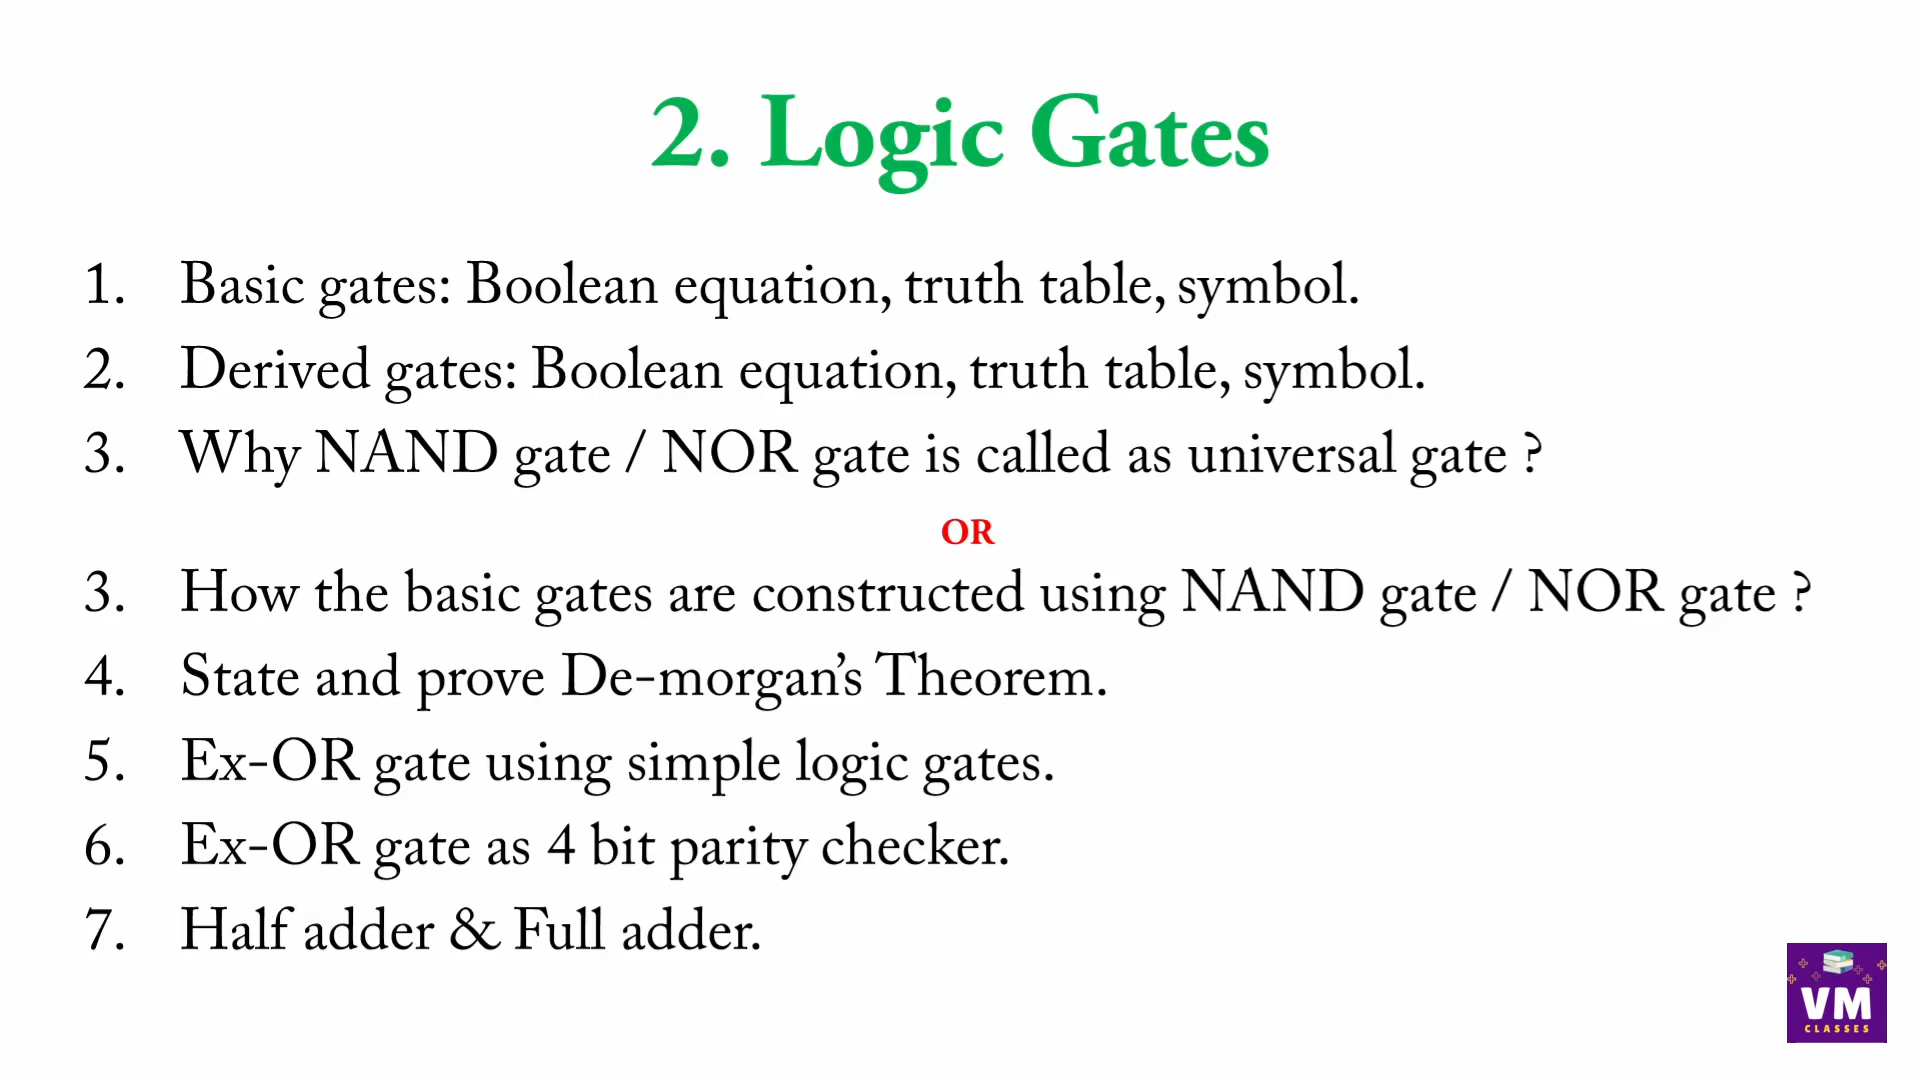 2. Logic Gates
1. Basic gates: Boolean equation, truth table, symbol.
2. Derived gates: Boolean equation, truth table, symbol.
3. Why NAND gate / NOR gate is called as universal gate ?
OR
3. How the basic gates are constructed using NAND gate / NOR gate ?
4. State and prove De-morgan’s Theorem.
5. Ex-OR gate using simple logic gates.
6. Ex-OR gate as 4 bit parity checker.
7. Half adder & Full adder.
VM
CLASSES